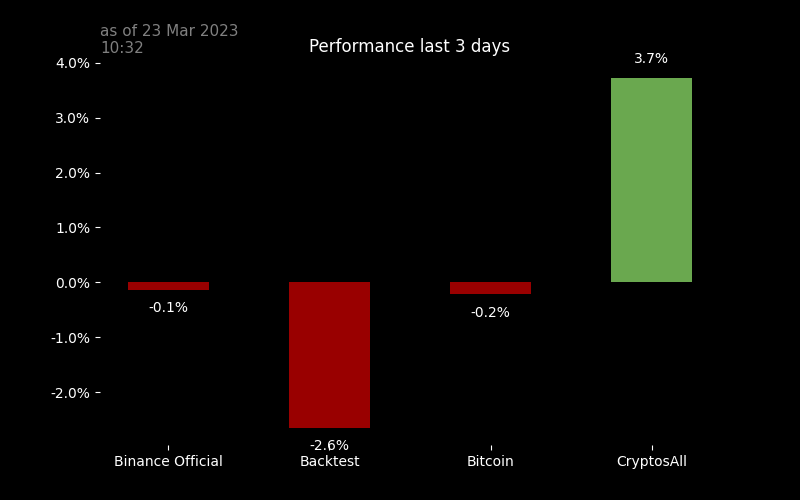 as of 23 Mar 2023
10:32
Performance last 3 days
4.0%
3.0%
2.0%
1.0%
0.0%
-1.0%
-2.0%
3.7%
-0.1%
-0.2%
-2.6%
Binance Official
Backtest
Bitcoin
CryptosAll